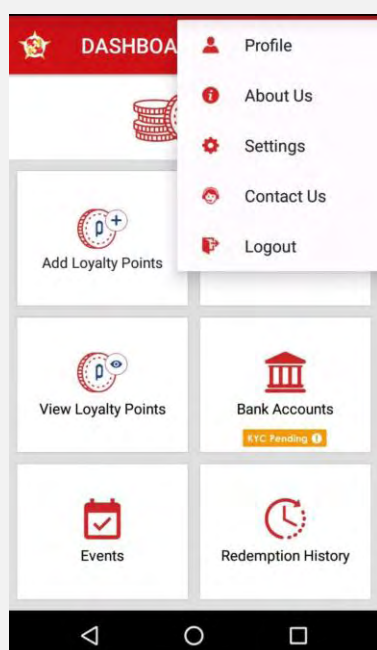 DASHBOA
Profile
About Us
Settings
Contact Us
Logout
Add Loyalty Points
View Loyalty Points
Bank Accounts
KYC Pending
Events
Redemption History